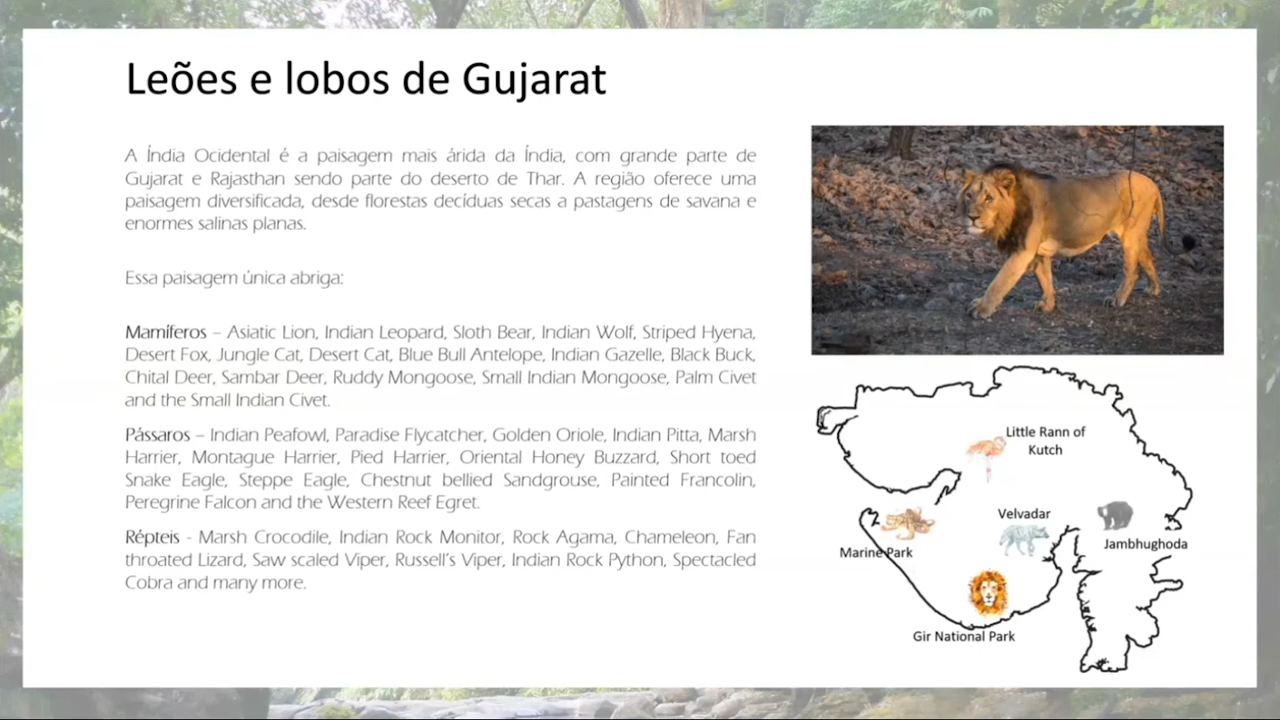 Leões e lobos de Gujarat
A Índia Ocidental é a paisagem mais árida da Índia, com grande parte de
Gujarat e Rajasthan sendo parte do deserto de Thar. A região oferece uma
paisagem diversificada, desde florestas decíduas secas a pastagens de savana e
enormes salinas planas.
Essa paisagem única abriga:
Mamíferos – Asiatic Lion, Indian Leopard, Sloth Bear, Indian Wolf, Striped Hyena,
Desert Fox, Jungle Cat, Desert Cat, Blue Bull Antelope, Indian Gazelle, Black Buck,
Chital Deer, Sambar Deer, Ruddy Mongoose, Small Indian Mongoose, Palm Civet
and the Small Indian Civet.
Pássaros – Indian Peafowl, Paradise Flycatcher, Golden Oriole, Indian Pitta, Marsh
Harrier, Montague Harrier, Pied Harrier, Oriental Honey Buzzard, Short toed
Snake Eagle, Steppe Eagle, Chestnut bellied Sandgrouse, Painted Francolin,
Peregrine Falcon and the Western Reef Egret.
Répteis - Marsh Crocodile, Indian Rock Monitor, Rock Agama, Chameleon, Fan
throated Lizard, Saw scaled Viper, Russell's Viper, Indian Rock Python, Spectacled
Cobra and many more.
Little Rann of
Kutch
Velvadar
Jambhughoda
Marine Park
Gir National Park